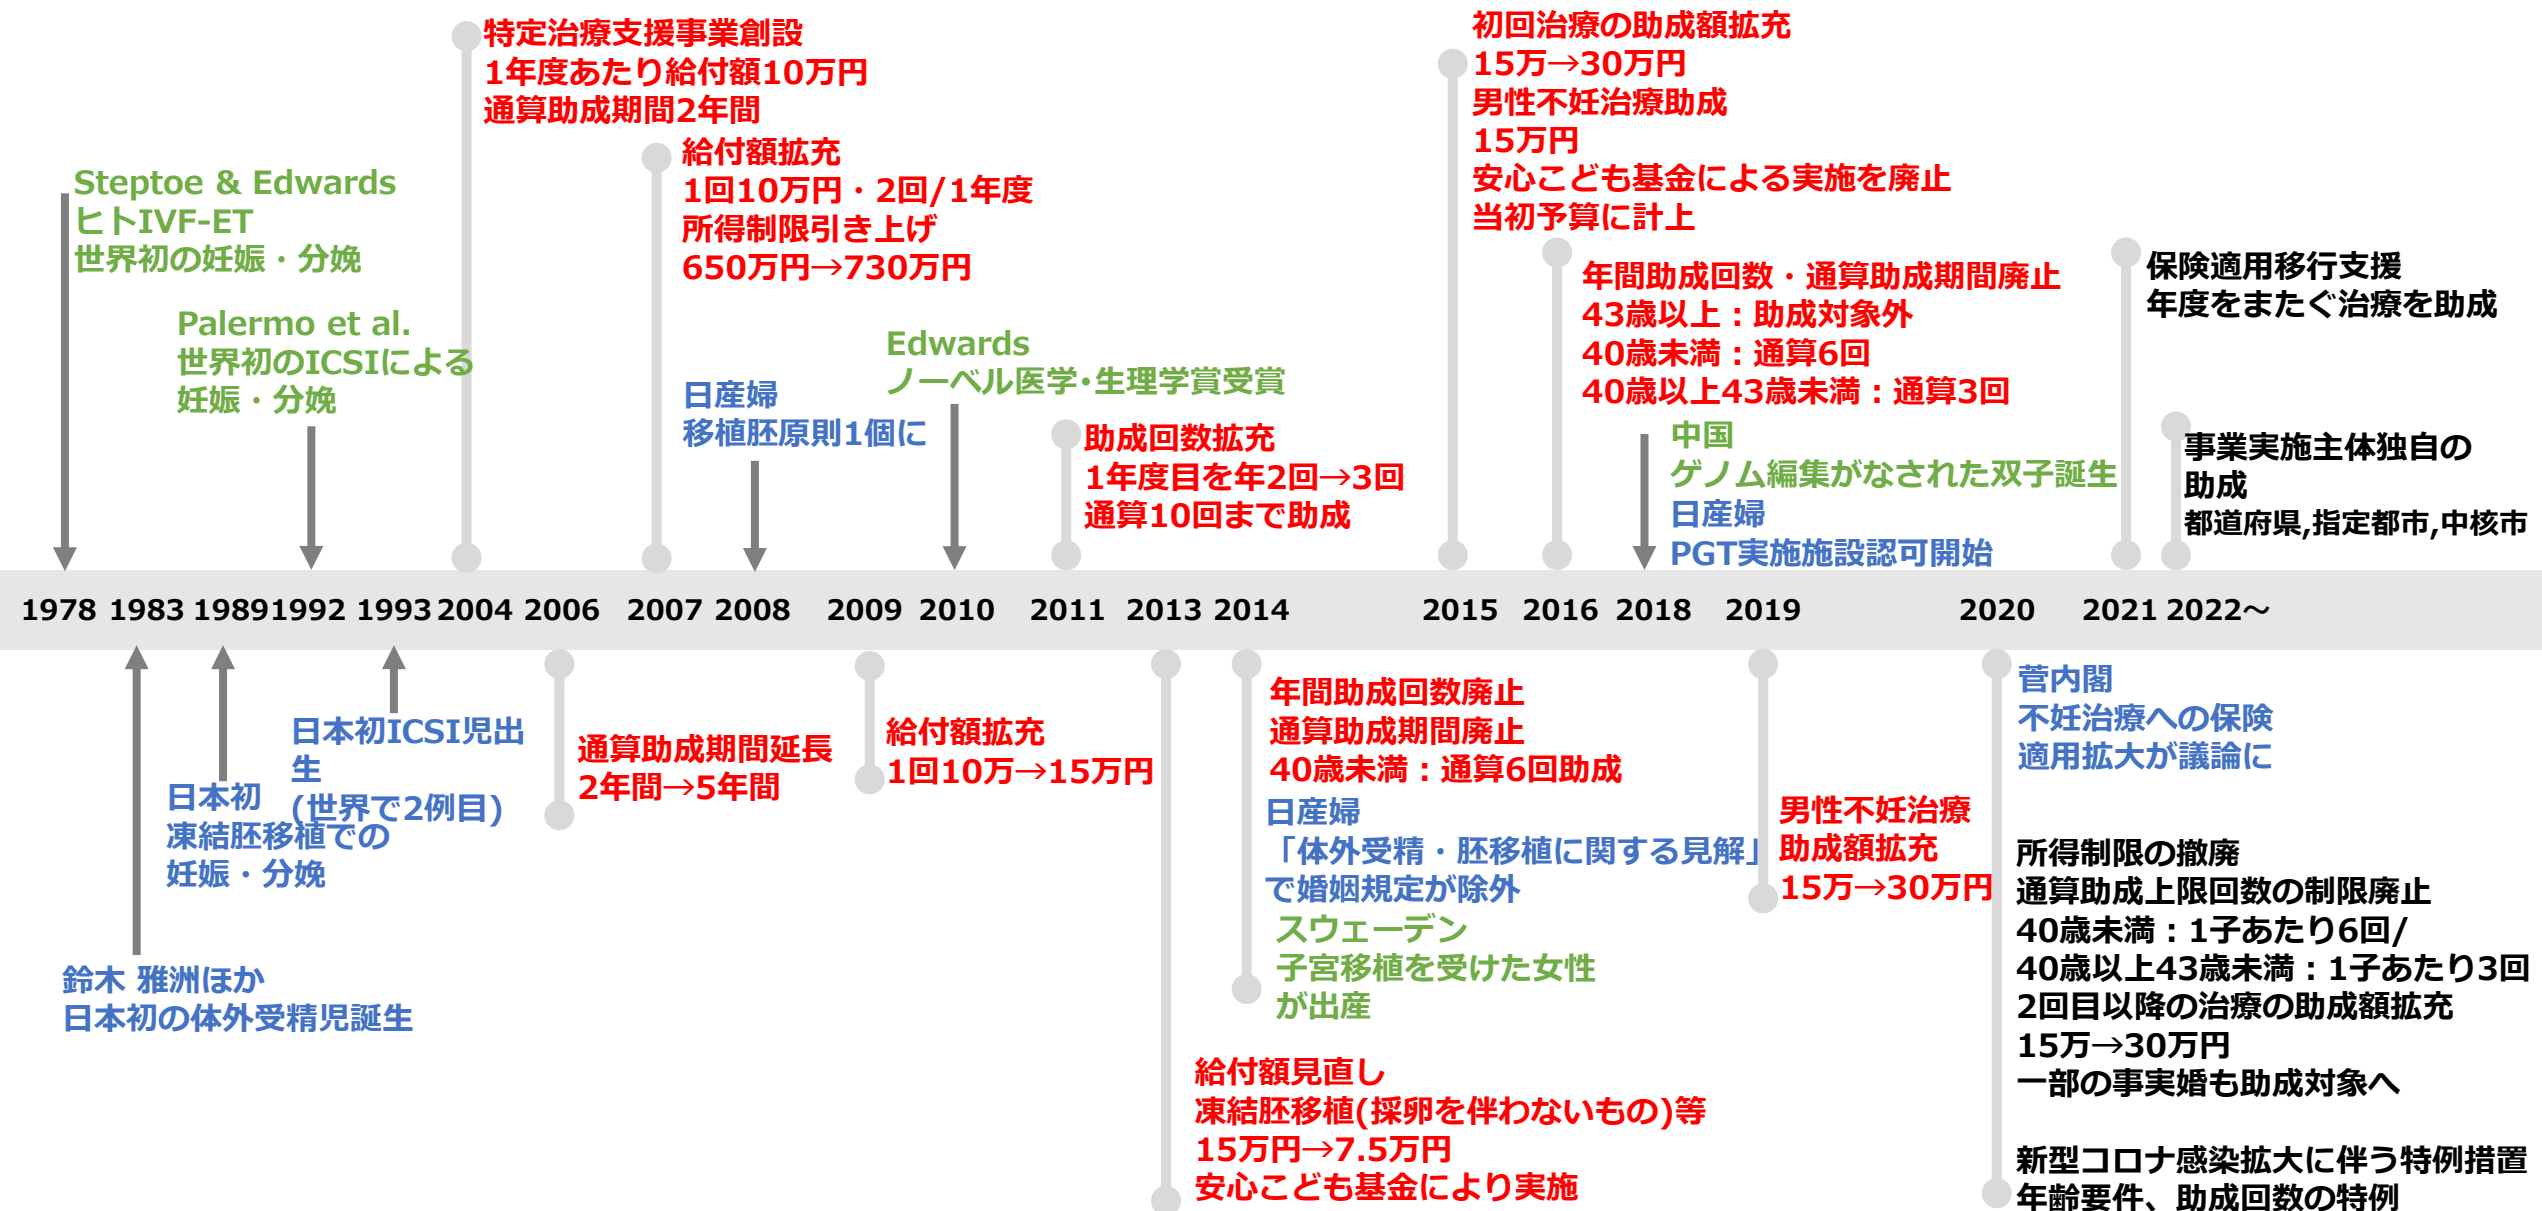 特定治療支援事業創設
1年度あたり給付額10万円
通算助成期間2年間
初回治療の助成額拡充
15万→30万円
男性不妊治療助成
15万円
安心こども基金による実施を廃止
当初予算に計上
給付額拡充
1回10万円・2回/1年度
所得制限引き上げ
650万円→730万円
Steptoe & Edwards
ヒトIVF-ET
世界初の妊娠・分娩
Palermo et al.
世界初のICSIによる
妊娠・分娩
日産婦
移植胚原則1個に
Edwards
ノーベル医学・生理学賞受賞
助成回数拡充
1年度目を年2回→3回
通算10回まで助成
年間助成回数・通算助成期間廃止
43歳以上：助成対象外
40歳未満：通算6回
40歳以上43歳未満：通算3回
中国
ゲノム編集がなされた双子誕生
日産婦
PGT実施施設認可開始
保険適用移行支援
年度をまたぐ治療を助成
事業実施主体独自の
助成
都道府県,指定都市,中核市
1978 1983 1989 1992 1993 2004 2006 2007 2008 2009 2010 2011 2013 2014 2015 2016 2018 2019 2020 2021 2022～
鈴木 雅洲ほか
日本初の体外受精児誕生
日本初
凍結胚移植での
妊娠・分娩
日本初ICSI児出
生
(世界で2例目)
通算助成期間延長
2年間→5年間
給付額拡充
1回10万→15万円
給付額見直し
凍結胚移植(採卵を伴わないもの)等
15万円→7.5万円
安心こども基金により実施
年間助成回数廃止
通算助成期間廃止
40歳未満：通算6回助成
日産婦
「体外受精・胚移植に関する見解」
で婚姻規定が除外
スウェーデン
子宮移植を受けた女性
が出産
男性不妊治療
助成額拡充
15万→30万円
菅内閣
不妊治療への保険
適用拡大が議論に
所得制限の撤廃
通算助成上限回数の制限廃止
40歳未満：1子あたり6回/
40歳以上43歳未満：1子あたり3回
2回目以降の治療の助成額拡充
15万→30万円
一部の事実婚も助成対象へ
新型コロナ感染拡大に伴う特例措置
年齢要件、助成回数の特例